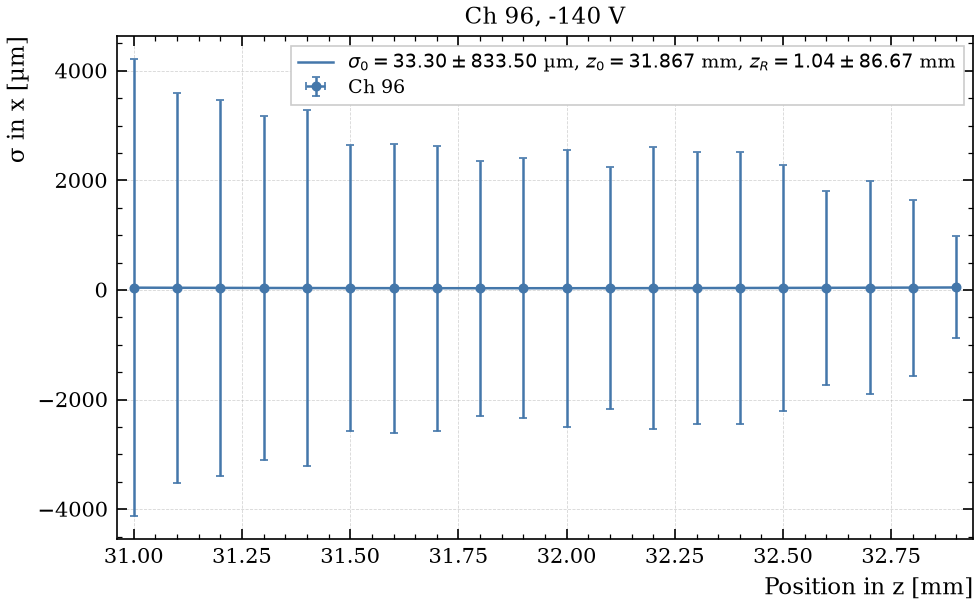 Ch 96, -140 V
σ in x [µm]
σ₀ = 33.30 ± 833.50 µm, z₀ = 31.867 mm, z_R = 1.04 ± 86.67 mm
Ch 96
4000
2000
0
−2000
−4000
31.00 31.25 31.50 31.75 32.00 32.25 32.50 32.75
Position in z [mm]